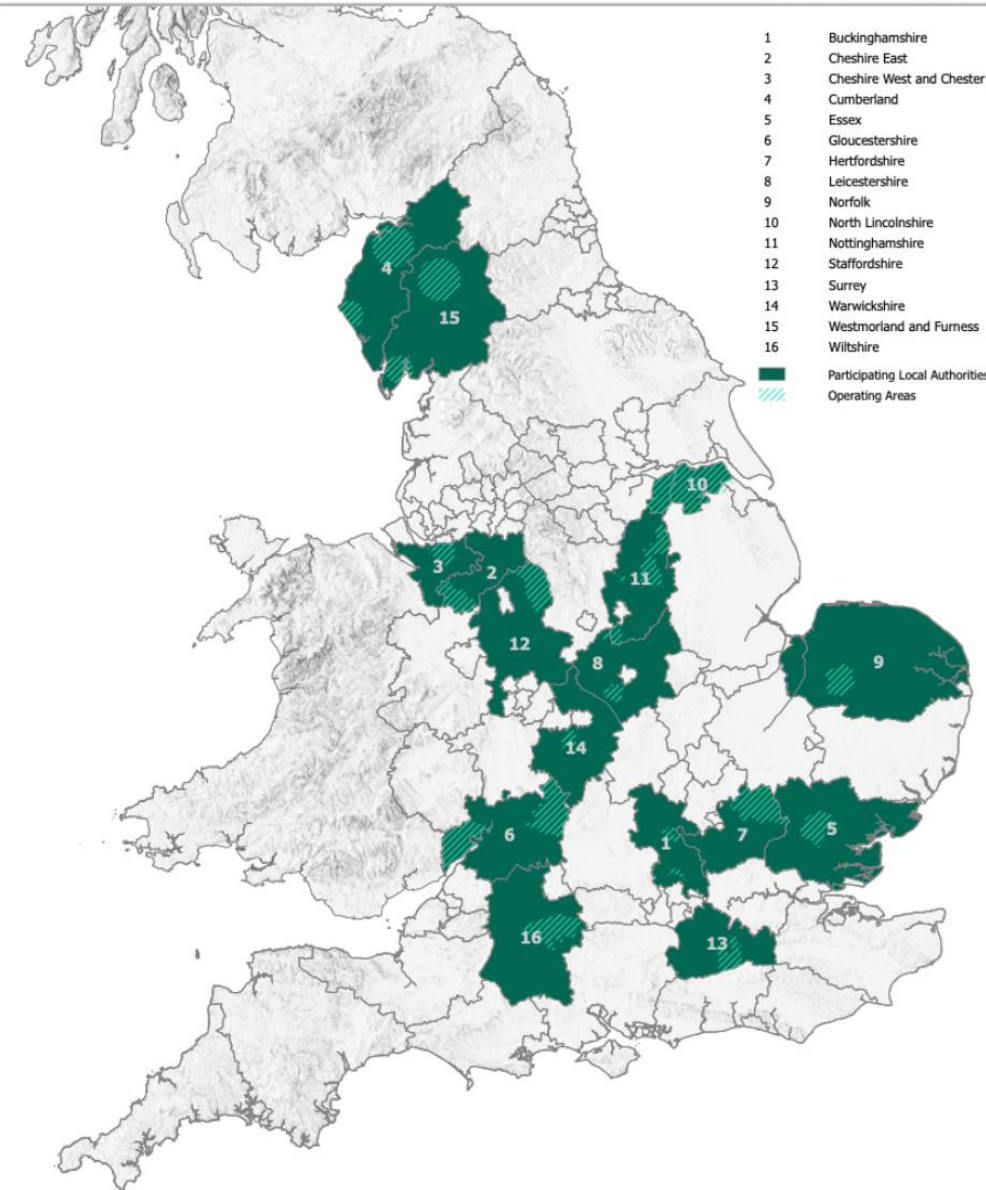 1 Buckinghamshire
2 Cheshire East
3 Cheshire West and Chester
4 Cumberland
5 Essex
6 Gloucestershire
7 Hertfordshire
8 Leicestershire
9 Norfolk
10 North Lincolnshire
11 Nottinghamshire
12 Staffordshire
13 Surrey
14 Warwickshire
15 Westmorland and Furness
16 Wiltshire
Participating Local Authorities
Operating Areas
4
15
10
3
2
11
12
8
9
14
6
1
7
5
16
13